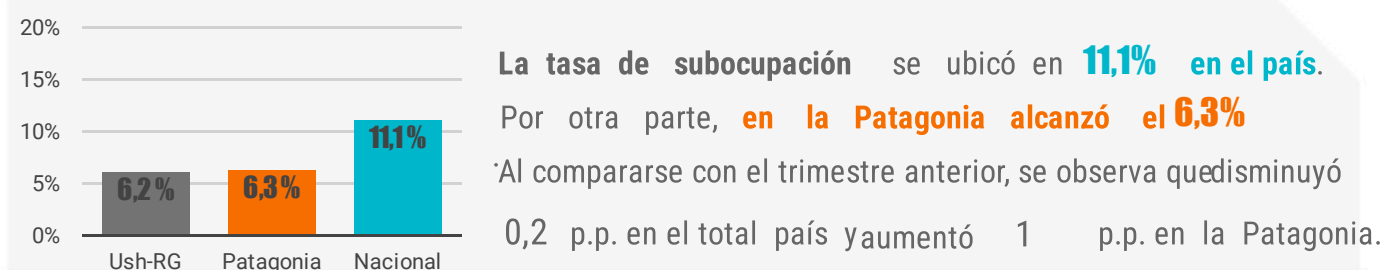 20%
15%
10%
5%
0%
6,2%
6,3%
11,1%
Ush-RG
Patagonia
Nacional
La tasa de subocupación se ubicó en 11,1% en el país.
Por otra parte, en la Patagonia alcanzó el 6,3%
.Al compararse con el trimestre anterior, se observa quedisminuyó
0,2 p.p. en el total país y aumentó 1 p.p. en la Patagonia.